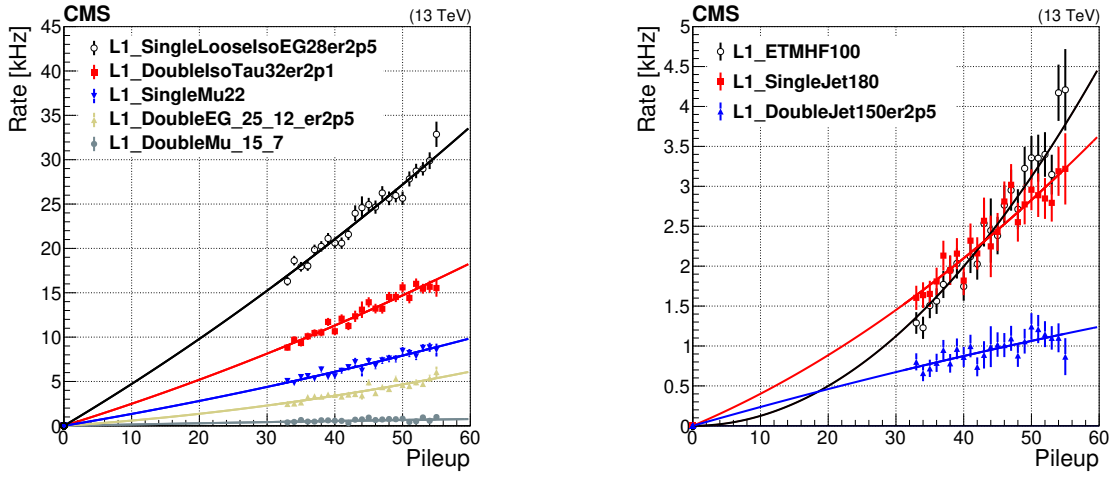 CMS (13 TeV)
Rate [kHz]
45
40
35
30
25
20
15
10
5
0
L1_SingleLooseIsoEG28er2p5
L1_DoubleIsoTau32er2p1
L1_SingleMu22
L1_DoubleEG_25_12_er2p5
L1_DoubleMu_15_7
0 10 20 30 40 50 60
Pileup
CMS (13 TeV)
Rate [kHz]
5
4.5
4
3.5
3
2.5
2
1.5
1
0.5
0
L1_ETMHF100
L1_SingleJet180
L1_DoubleJet150er2p5
0 10 20 30 40 50 60
Pileup